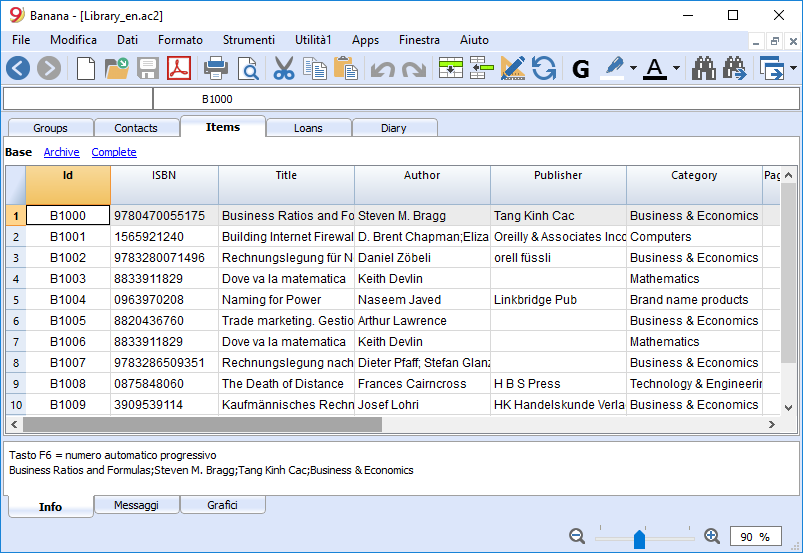 Banana - [Library_en.ac2]
File Modifica Dati Formato Strumenti Utilità1 Apps Finestra Aiuto
G A
B1000
Groups Contacts Items Loans Diary
Base Archive Complete
Id ISBN Title Author Publisher Category Pag
1 B1000 9780470055175 Business Ratios and Fo Steven M. Bragg Tang Kinh Cac Business & Economics
2 B1001 1565921240 Building Internet Firewal D. Brent Chapman;Eliza Oreilly & Associates Inco Computers
3 B1002 9783280071496 Rechnungslegung für N Daniel Zöbeli orell füssli Business & Economics
4 B1003 8833911829 Dove va la matematica Keith Devlin Mathematics
5 B1004 0963970208 Naming for Power Naseem Javed Linkbridge Pub Brand name products
6 B1005 8820436760 Trade marketing. Gestio Arthur Lawrence Business & Economics
7 B1006 8833911829 Dove va la matematica Keith Devlin Mathematics
8 B1007 9783286509351 Rechnungslegung nach Dieter Pfaff; Stefan Glanz Business & Economics
9 B1008 0875848060 The Death of Distance Frances Cairncross H B S Press Technology & Engineerin
10 B1009 3909539114 Kaufmännisches Rechn Josef Lohri HK Handelskunde Verla Business & Economics
Tasto F6 = numero automatico progressivo
Business Ratios and Formulas;Steven M. Bragg;Tang Kinh Cac;Business & Economics
Info Messaggi Grafici
90 %